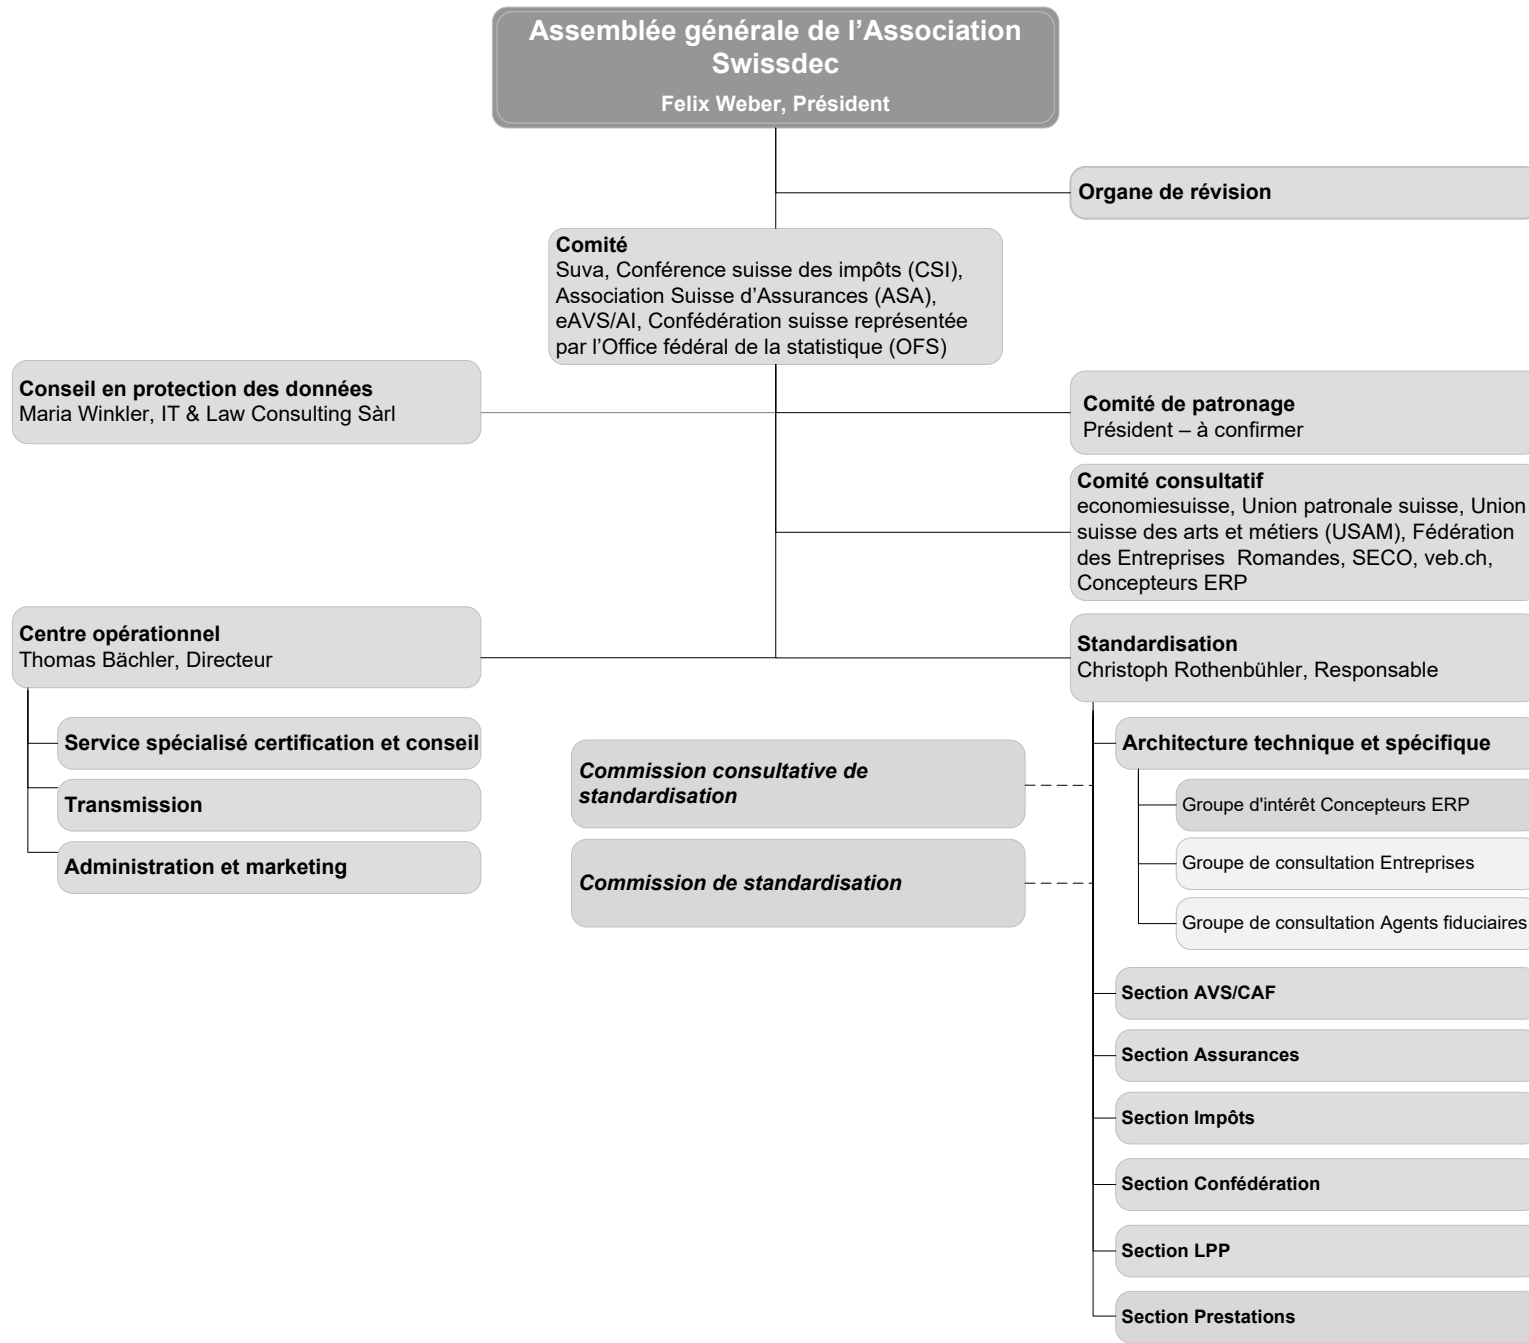 Assemblée générale de l’Association
Swissdec
Felix Weber, Président
Organe de révision
Comité
Suva, Conférence suisse des impôts (CSI),
Association Suisse d’Assurances (ASA),
eAVS/AI, Confédération suisse représentée
par l’Office fédéral de la statistique (OFS)
Conseil en protection des données
Maria Winkler, IT & Law Consulting Sàrl
Comité de patronage
Président – à confirmer
Comité consultatif
economiesuisse, Union patronale suisse, Union
suisse des arts et métiers (USAM), Fédération
des Entreprises  Romandes, SECO, veb.ch,
Concepteurs ERP
Centre opérationnel
Thomas Bächler, Directeur
Service spécialisé certification et conseil
Transmission
Administration et marketing
Standardisation
Christoph Rothenbühler, Responsable
Commission consultative de
standardisation
Commission de standardisation
Architecture technique et spécifique
Groupe d'intérêt Concepteurs ERP
Groupe de consultation Entreprises
Groupe de consultation Agents fiduciaires
Section AVS/CAF
Section Assurances
Section Impôts
Section Confédération
Section LPP
Section Prestations